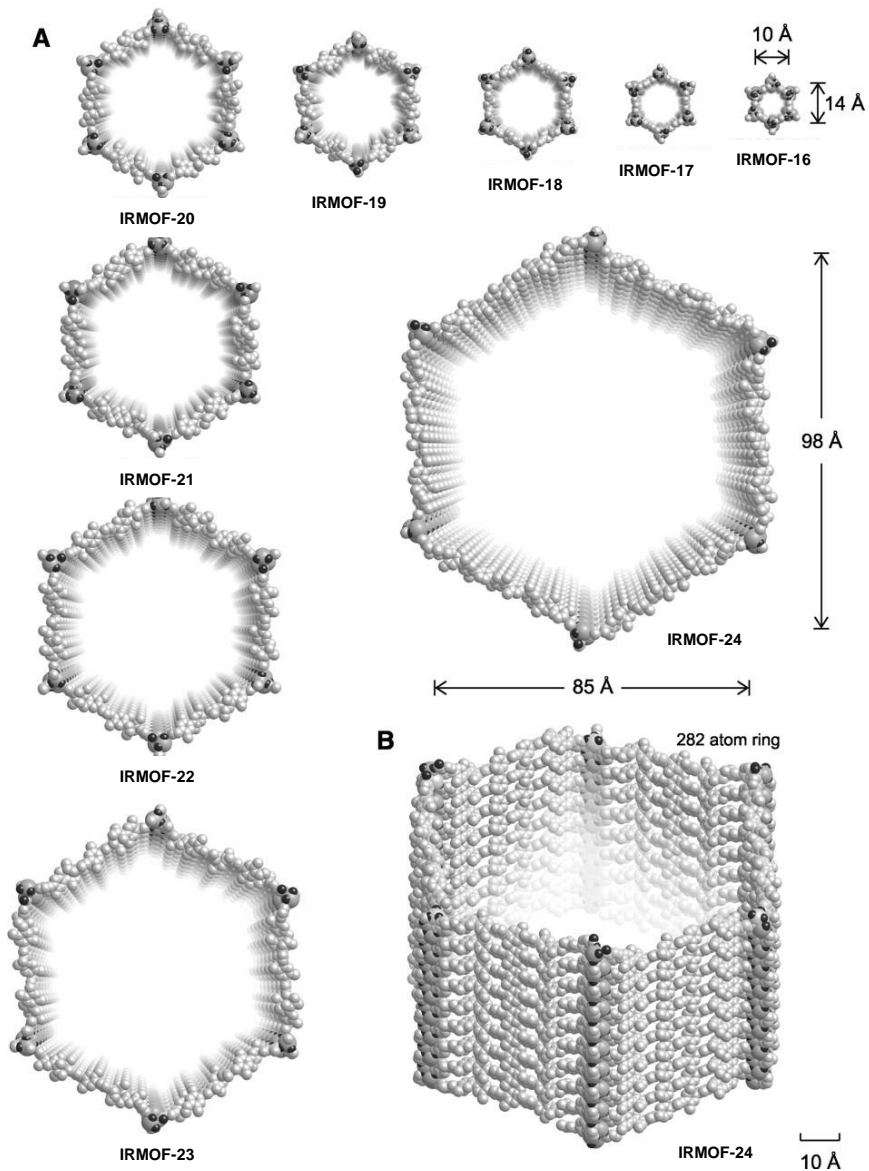 A
10 Å
14 Å
IRMOF-20
IRMOF-19
IRMOF-18
IRMOF-17
IRMOF-16
IRMOF-21
98 Å
IRMOF-24
85 Å
IRMOF-22
B
282 atom ring
IRMOF-23
IRMOF-24
10 Å